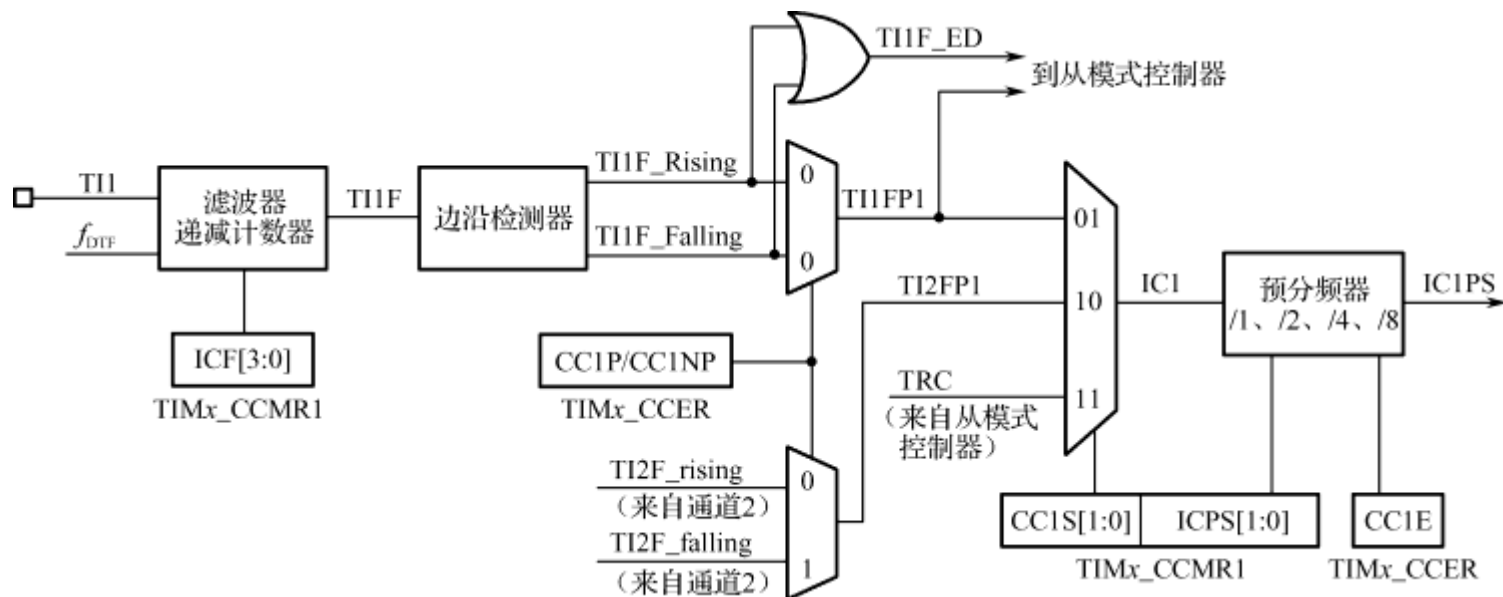 TI1F_ED
到从模式控制器
TI1
f_DTF
滤波器
递减计数器
TI1F
边沿检测器
TI1F_Rising
TI1F_Falling
0
0
TI1FP1
ICF[3:0]
TIMx_CCMR1
CC1P/CC1NP
TIMx_CCER
TI2F_rising
（来自通道2）
TI2F_falling
（来自通道2）
0
1
TI2FP1
TRC
（来自从模式
控制器）
01
10
11
IC1
预分频器
/1、/2、/4、/8
IC1PS
CC1S[1:0]
ICPS[1:0]
TIMx_CCMR1
CC1E
TIMx_CCER